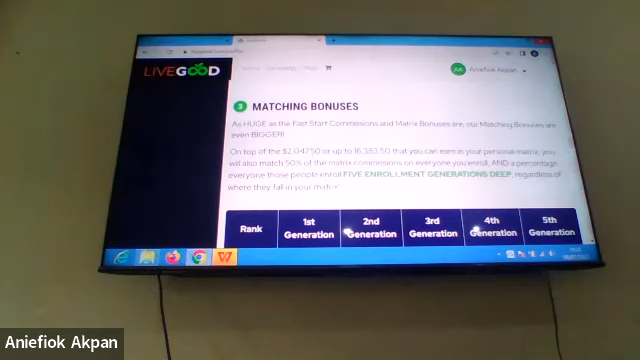 LIVEGOOD
Aniefiok Akpan
3 MATCHING BONUSES
As HUGE as the Fast Start Commissions and Matrix Bonuses are, our Matching Bonuses are
even BIGGER!!
On top of the $2,047.50 or up to 16,383.50 that you can earn in your personal matrix, you
will also match 50% of the matrix commissions on everyone you enroll, AND a percentage
everyone those people enroll FIVE ENROLLMENT GENERATIONS DEEP, regardless of
where they fall in your matrix
Rank
1st Generation
2nd Generation
3rd Generation
4th Generation
5th Generation
Aniefiok Akpan